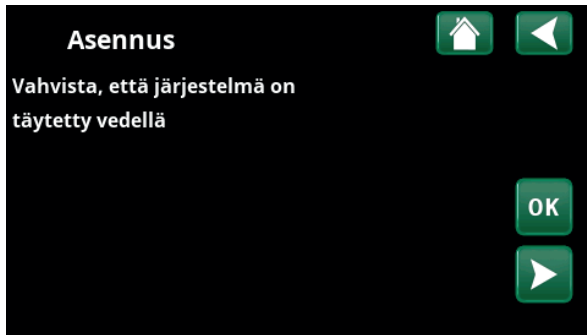 Asennus
Vahvista, että järjestelmä on
täytetty vedellä
OK